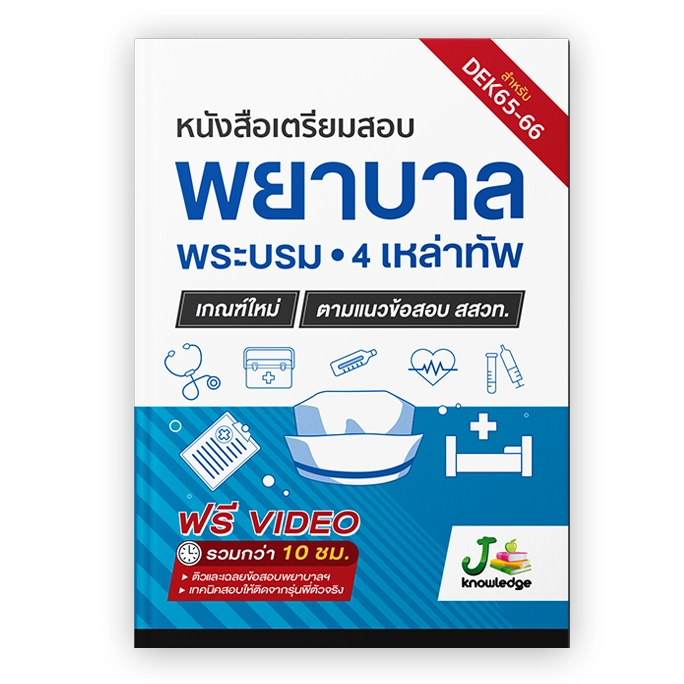 สำหรับ
DEK65-66
หนังสือเตรียมสอบ
พยาบาล
พระบรม • 4 เหล่าทัพ
เกณฑ์ใหม่ ตามแนวข้อสอบ สสวท.
ฟรี VIDEO
รวมกว่า 10 ชม.
ติวและเฉลยข้อสอบพยาบาลฯ
เทคนิคสอบให้ติดจากรุ่นพี่ตัวจริง
J
knowledge